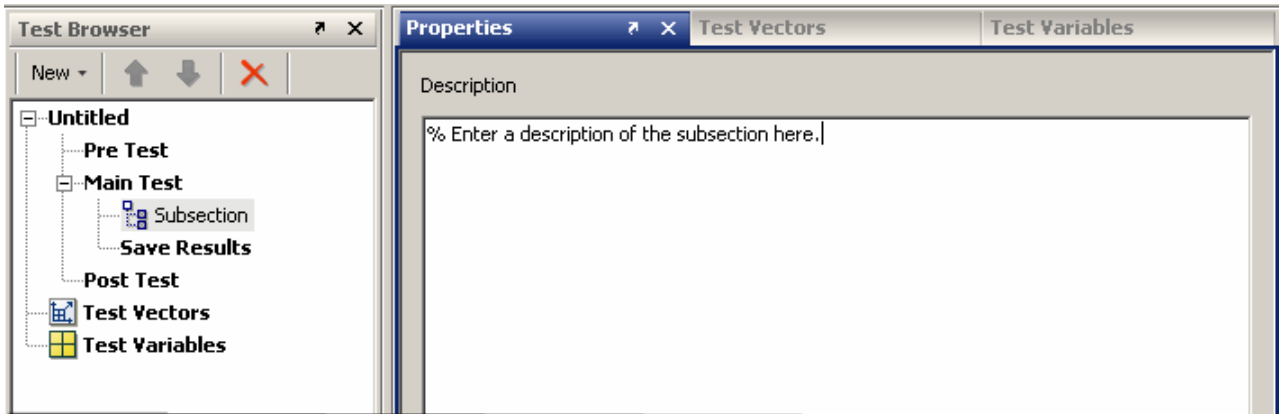 Test Browser
New
Untitled
Pre Test
Main Test
Subsection
Save Results
Post Test
Test Vectors
Test Variables
Properties
Test Vectors
Test Variables
Description
% Enter a description of the subsection here.